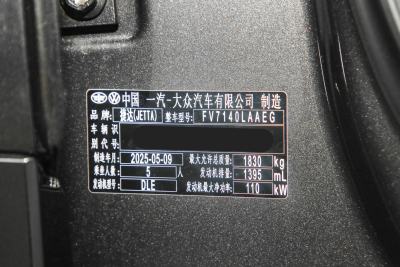 中国 一汽-大众汽车有限公司 制造
品牌: 捷达(JETTA) 整车型号: FV7140LAAEG
车辆识
别代号:
制造年月 2025-05-09 最大允许总质量: 1830 kg
乘坐人数: 5 人 发动机排量: 1395 mL
发动机型号: DLE 发动机最大净功率: 110 kW